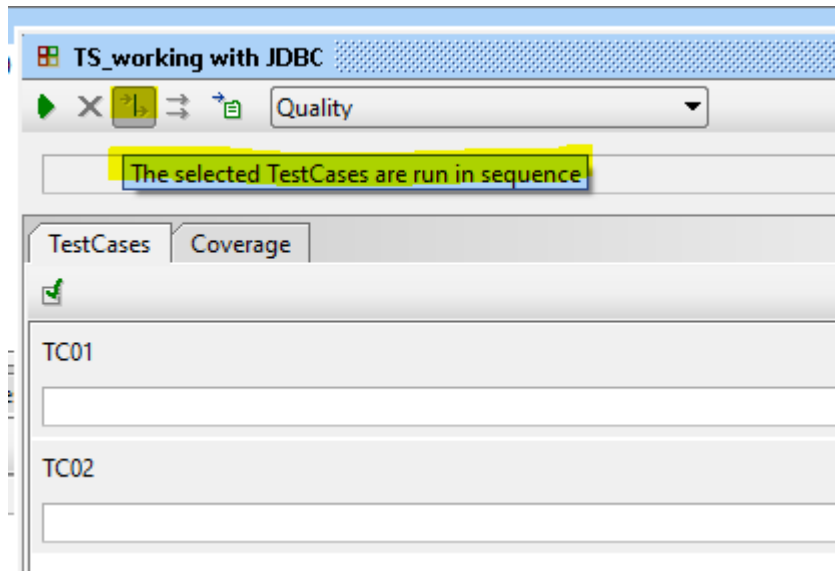 TS_working with JDBC
Quality
The selected TestCases are run in sequence
TestCases Coverage
TC01
TC02